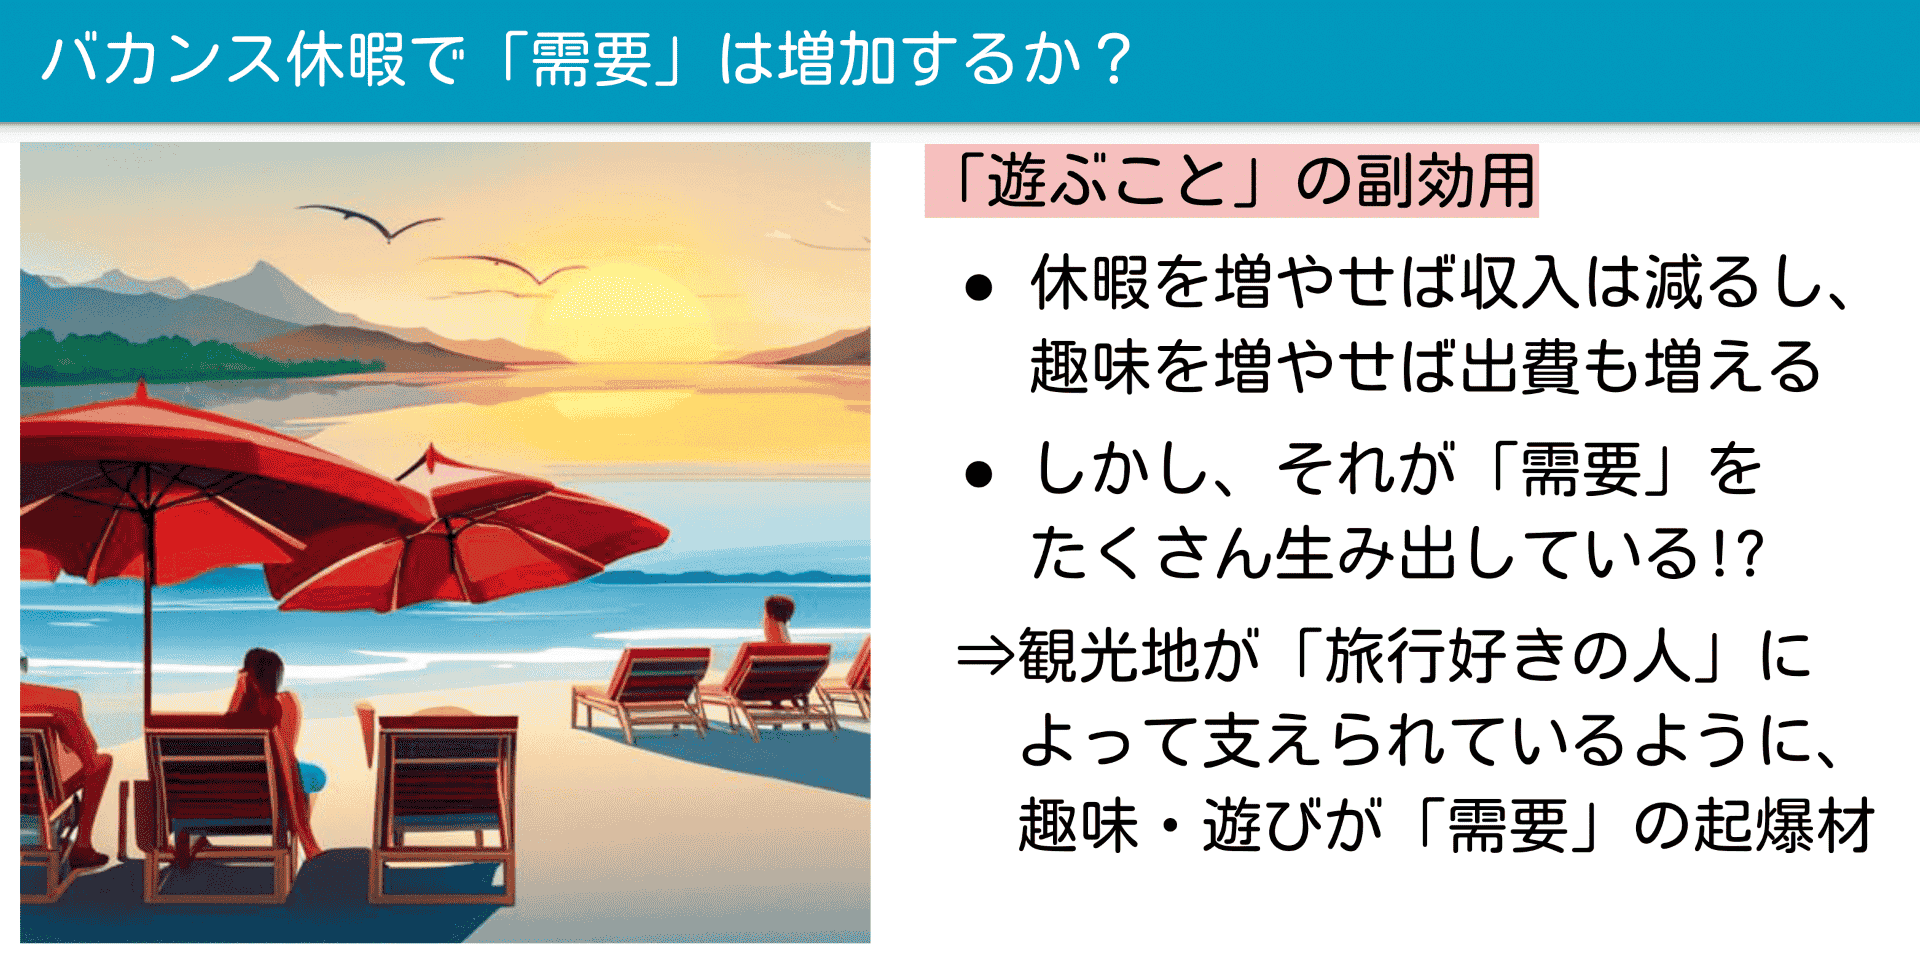 バカンス休暇で「需要」は増加するか？
「遊ぶこと」の副効用
● 休暇を増やせば収入は減るし、
趣味を増やせば出費も増える
● しかし、それが「需要」を
たくさん生み出している!?
⇒観光地が「旅行好きの人」に
よって支えられているように、
趣味・遊びが「需要」の起爆材